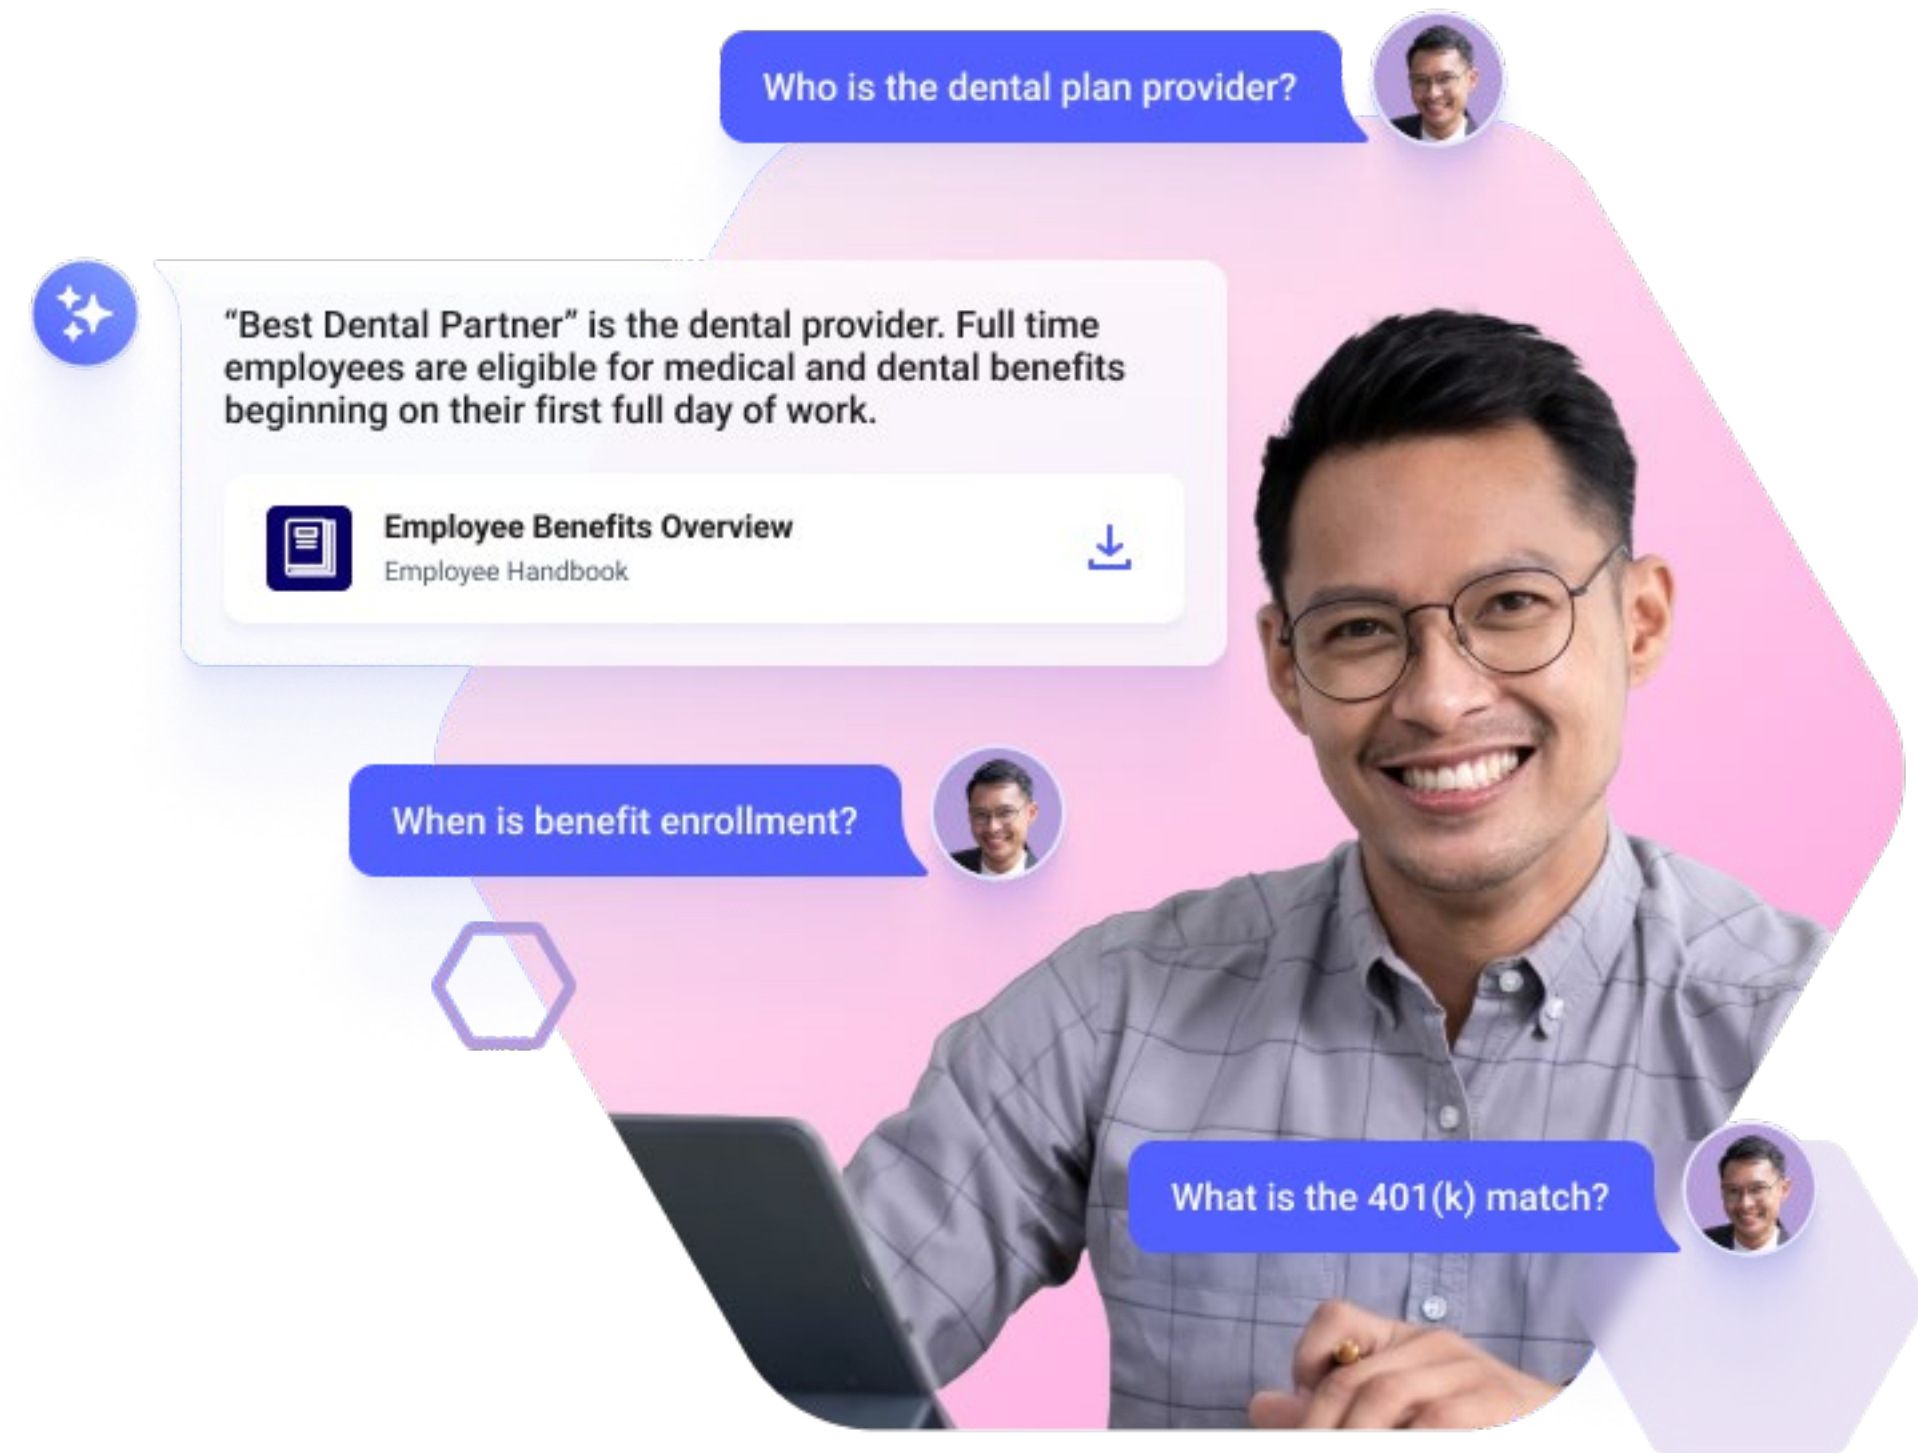 Who is the dental plan provider?
“Best Dental Partner” is the dental provider. Full time
employees are eligible for medical and dental benefits
beginning on their first full day of work.
Employee Benefits Overview
Employee Handbook
When is benefit enrollment?
What is the 401(k) match?